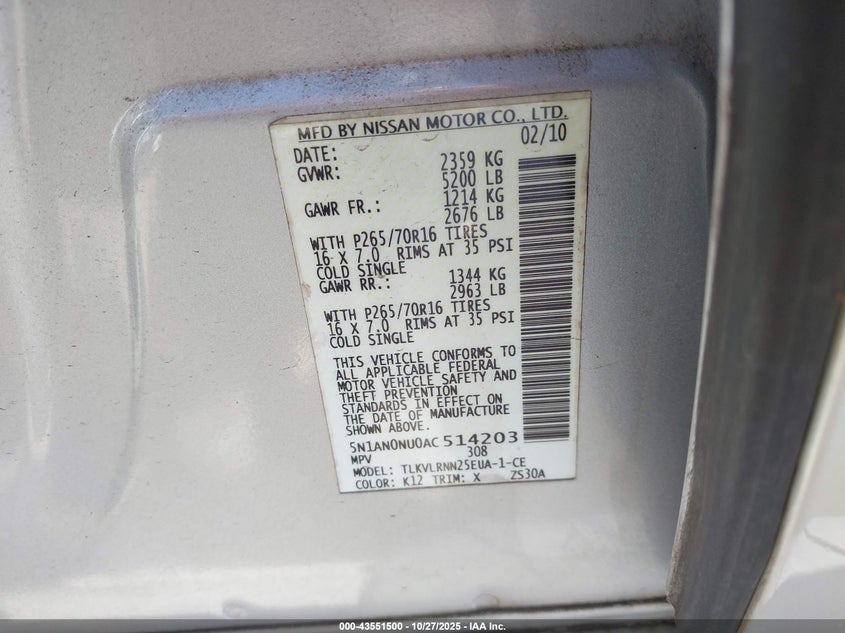 MFD BY NISSAN MOTOR CO., LTD.
DATE: 02/10
GVWR: 2359 KG
5200 LB
GAWR FR.: 1214 KG
2676 LB
WITH P265/70R16 TIRES
16 X 7.0 RIMS AT 35 PSI
COLD SINGLE
GAWR RR.: 1344 KG
2963 LB
WITH P265/70R16 TIRES
16 X 7.0 RIMS AT 35 PSI
COLD SINGLE
THIS VEHICLE CONFORMS TO
ALL APPLICABLE FEDERAL
MOTOR VEHICLE SAFETY AND
THEFT PREVENTION
STANDARDS IN EFFECT ON
THE DATE OF MANUFACTURE
SHOWN ABOVE.
5N1AN0NU0AC 514203
MPV 308
MODEL: TLKVLRNN25EUA-1-CE
COLOR: K12 TRIM: X ZS30A
000-43551500 | 10/27/2025 - IAA Inc.